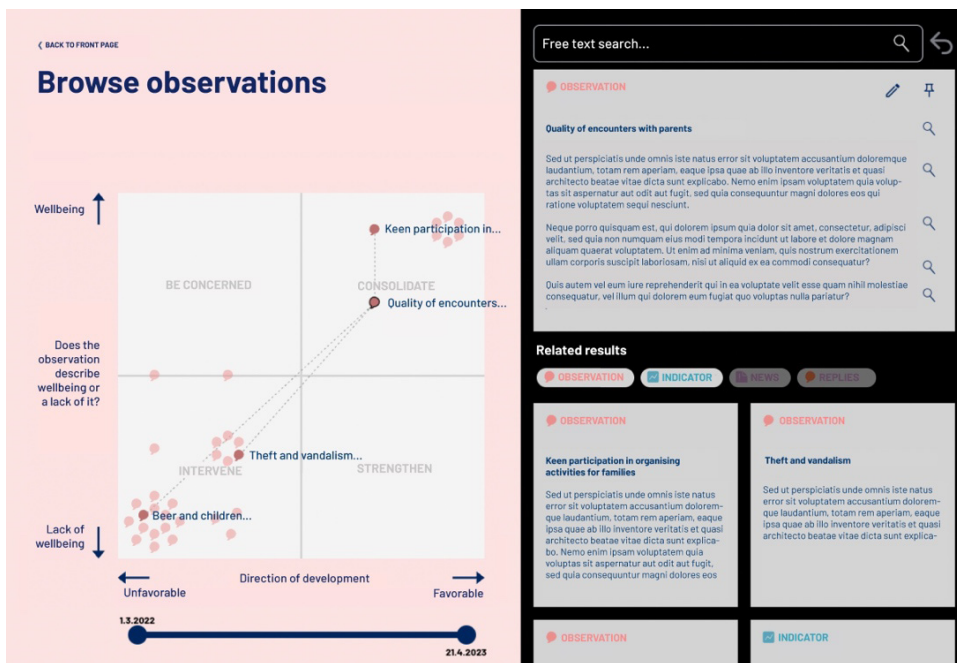 ❮ BACK TO FRONT PAGE
Browse observations
Wellbeing
Does the
observation
describe
wellbeing or
a lack of it?
Lack of
wellbeing
BE CONCERNED
CONSOLIDATE
INTERVENE
STRENGTHEN
Keen participation in...
Quality of encounters...
Theft and vandalism...
Beer and children...
Direction of development
Unfavorable
Favorable
1.3.2022
21.4.2023
Free text search...
OBSERVATION
Quality of encounters with parents
Sed ut perspiciatis unde omnis iste natus error sit voluptatem accusantium doloremque
laudantium, totam rem aperiam, eaque ipsa quae ab illo inventore veritatis et quasi
architecto beatae vitae dicta sunt explicabo. Nemo enim ipsam voluptatem quia volup-
tas sit aspernatur aut odit aut fugit, sed quia consequuntur magni dolores eos qui
ratione voluptatem sequi nesciunt.
Neque porro quisquam est, qui dolorem ipsum quia dolor sit amet, consectetur, adipisci
velit, sed quia non numquam eius modi tempora incidunt ut labore et dolore magnam
aliquam quaerat voluptatem. Ut enim ad minima veniam, quis nostrum exercitationem
ullam corporis suscipit laboriosam, nisi ut aliquid ex ea commodi consequatur?
Quis autem vel eum iure reprehenderit qui in ea voluptate velit esse quam nihil molestiae
consequatur, vel illum qui dolorem eum fugiat quo voluptas nulla pariatur?
.
Related results
OBSERVATION
INDICATOR
NEWS
REPLIES
OBSERVATION
Keen participation in organising
activities for families
Sed ut perspiciatis unde omnis iste natus
error sit voluptatem accusantium dolorem-
que laudantium, totam rem aperiam, eaque
ipsa quae ab illo inventore veritatis et quasi
architecto beatae vitae dicta sunt explica-
bo. Nemo enim ipsam voluptatem quia
voluptas sit aspernatur aut odit aut fugit,
sed quia consequuntur magni dolores eos
OBSERVATION
Theft and vandalism
Sed ut perspiciatis unde omnis iste natus
error sit voluptatem accusantium dolorem-
que laudantium, totam rem aperiam, eaque
ipsa quae ab illo inventore veritatis et quasi
architecto beatae vitae dicta sunt explica-
OBSERVATION
INDICATOR